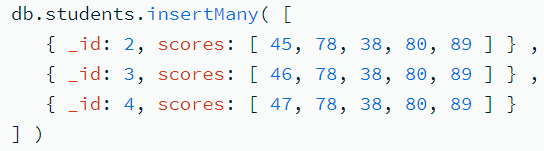 db.students.insertMany( [
   { _id: 2, scores: [ 45, 78, 38, 80, 89 ] } ,
   { _id: 3, scores: [ 46, 78, 38, 80, 89 ] } ,
   { _id: 4, scores: [ 47, 78, 38, 80, 89 ] }
] )